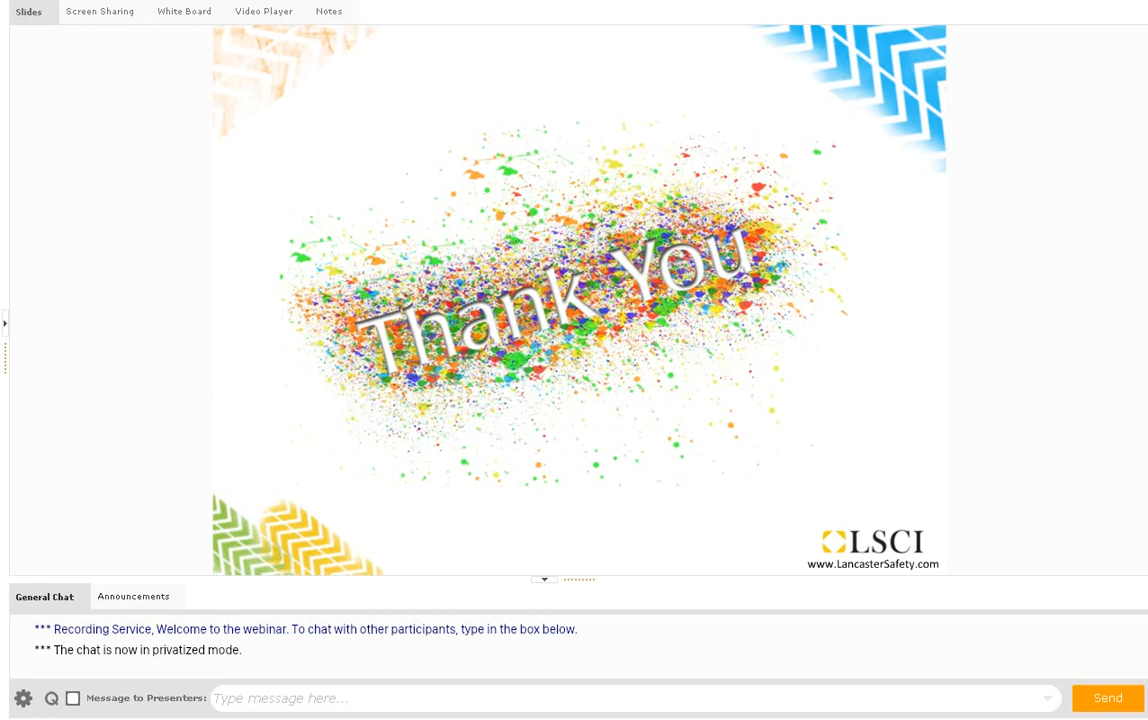 Slides Screen Sharing White Board Video Player Notes
Thank You
LSCI
www.LancasterSafety.com
General Chat Announcements
*** Recording Service, Welcome to the webinar. To chat with other participants, type in the box below.
*** The chat is now in privatized mode.
Q Message to Presenters: Type message here... Send